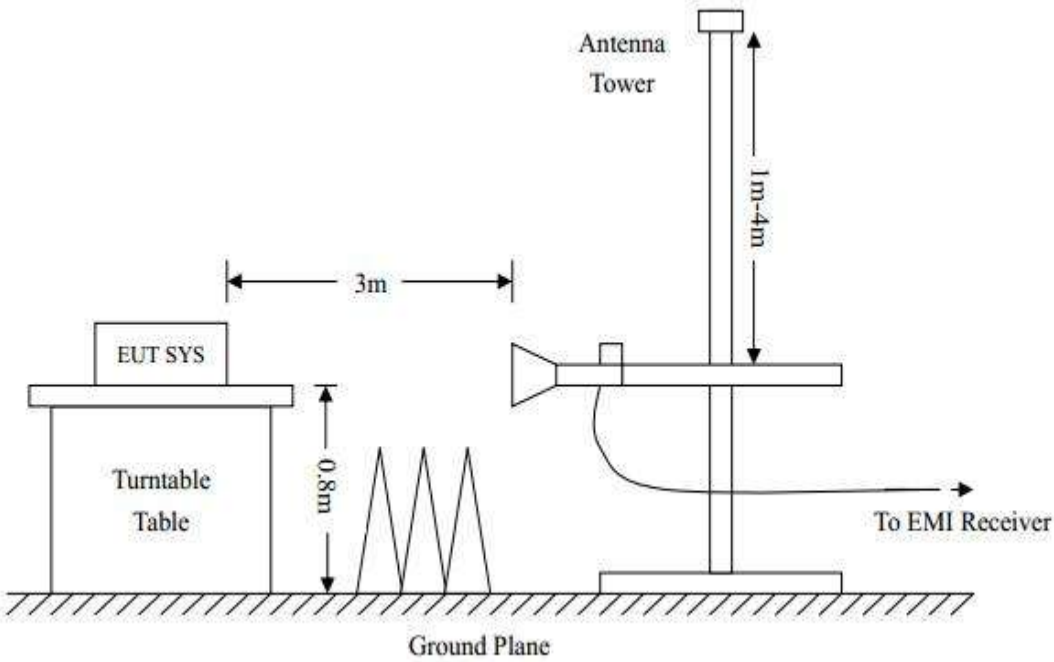 Antenna
Tower
1m-4m
3m
EUT SYS
0.8m
Turntable
Table
To EMI Receiver
Ground Plane